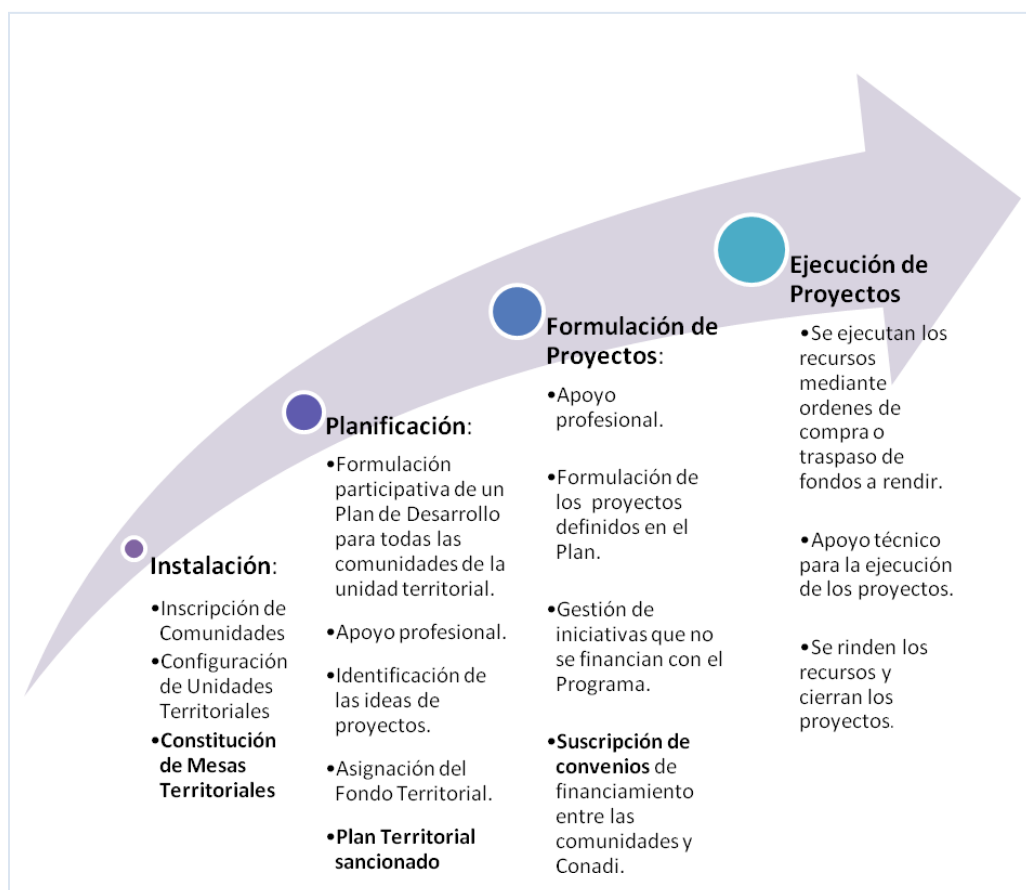 Instalación:
•Inscripción de
Comunidades
•Configuración
de Unidades
Territoriales
•Constitución
de Mesas
Territoriales
Planificación:
•Formulación
participativa de un
Plan de Desarrollo
para todas las
comunidades de la
unidad territorial.
•Apoyo profesional.
•Identificación de
las ideas de
proyectos.
•Asignación del
Fondo Territorial.
•Plan Territorial
sancionado
Formulación de
Proyectos:
•Apoyo
profesional.
•Formulación de
los proyectos
definidos en el
Plan.
•Gestión de
iniciativas que no
se financian con el
Programa.
•Suscripción de
convenios de
financiamiento
entre las
comunidades y
Conadi.
Ejecución de
Proyectos
•Se ejecutan los
recursos
mediante
ordenes de
compra o
traspaso de
fondos a rendir.
•Apoyo técnico
para la ejecución
de los proyectos.
•Se rinden los
recursos y
cierran los
proyectos.